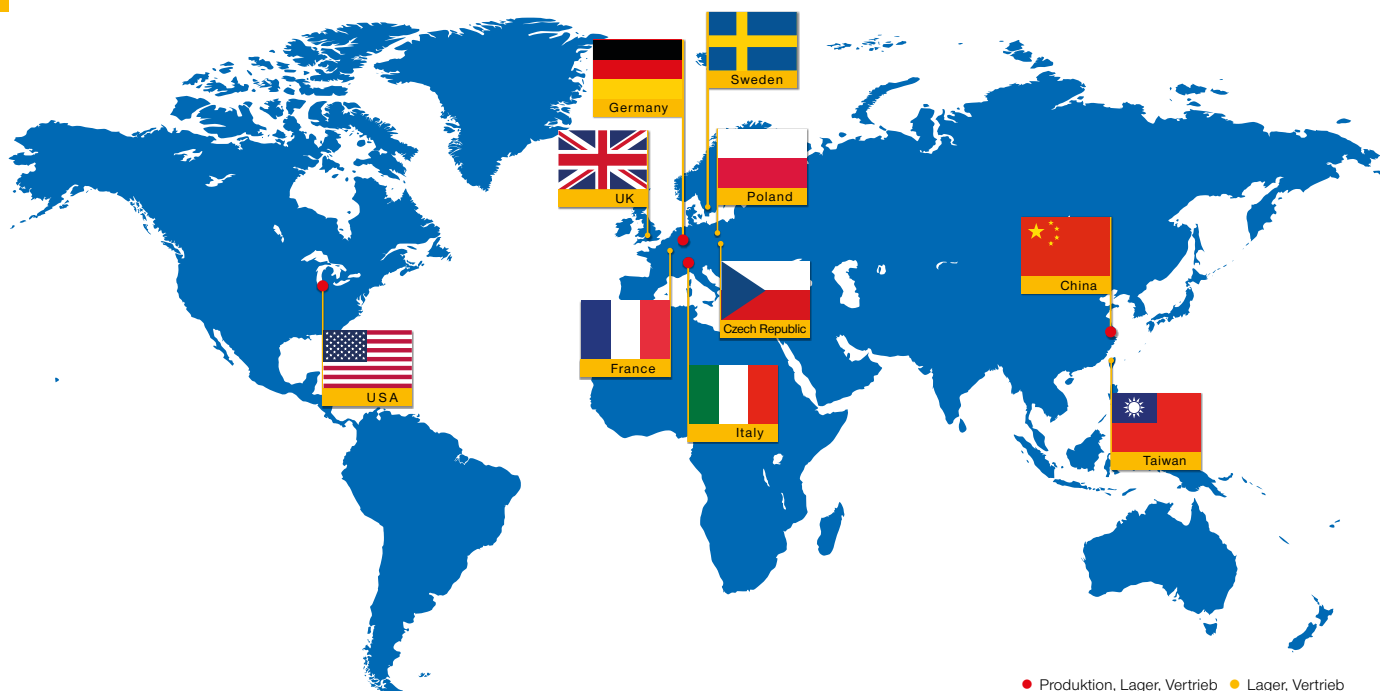 Sweden
Germany
UK
Poland
China
Czech Republic
France
USA
Italy
Taiwan
Produktion, Lager, Vertrieb
Lager, Vertrieb